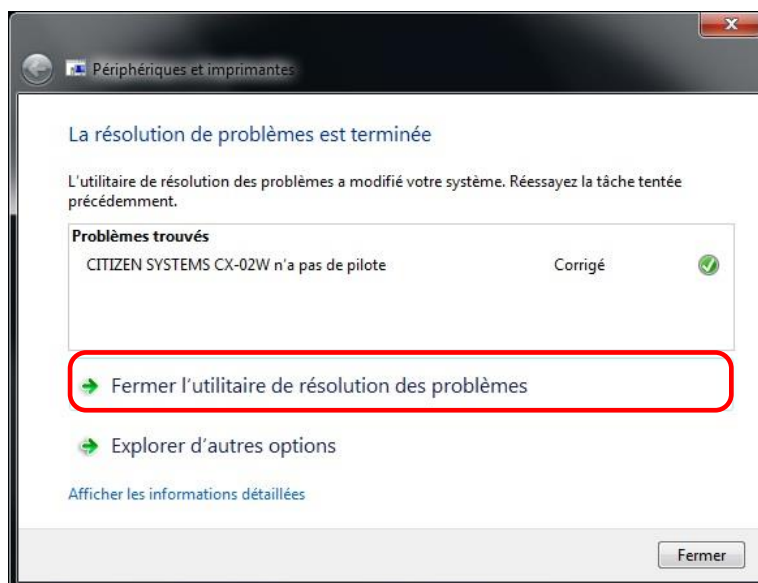 Périphériques et imprimantes
La résolution de problèmes est terminée
L'utilitaire de résolution des problèmes a modifié votre système. Réessayez la tâche tentée
précédemment.
Problèmes trouvés
CITIZEN SYSTEMS CX-02W n'a pas de pilote Corrigé
Fermer l'utilitaire de résolution des problèmes
Explorer d'autres options
Afficher les informations détaillées
Fermer